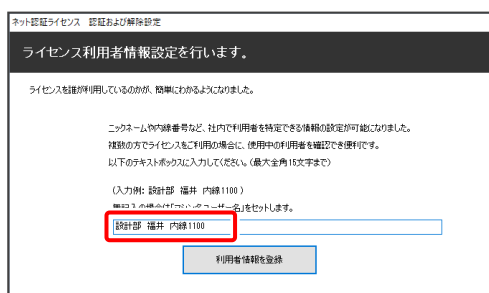 ネット認証ライセンス 認証および解除設定
ライセンス利用者情報設定を行います。
ライセンスを誰が利用しているのかが、簡単にわかるようになりました。
ニックネームや内線番号など、社内で利用者を特定できる情報の設定が可能になりました。
複数の方でライセンスをご利用の場合に、使用中の利用者を確認でき便利です。
以下のテキストボックスに入力してください。(最大全角15文字まで)
(入力例: 設計部 福井 内線1100 )
無記入の場合は「マシンタユーザー名」をセットします。
設計部 福井 内線1100
利用者情報を登録